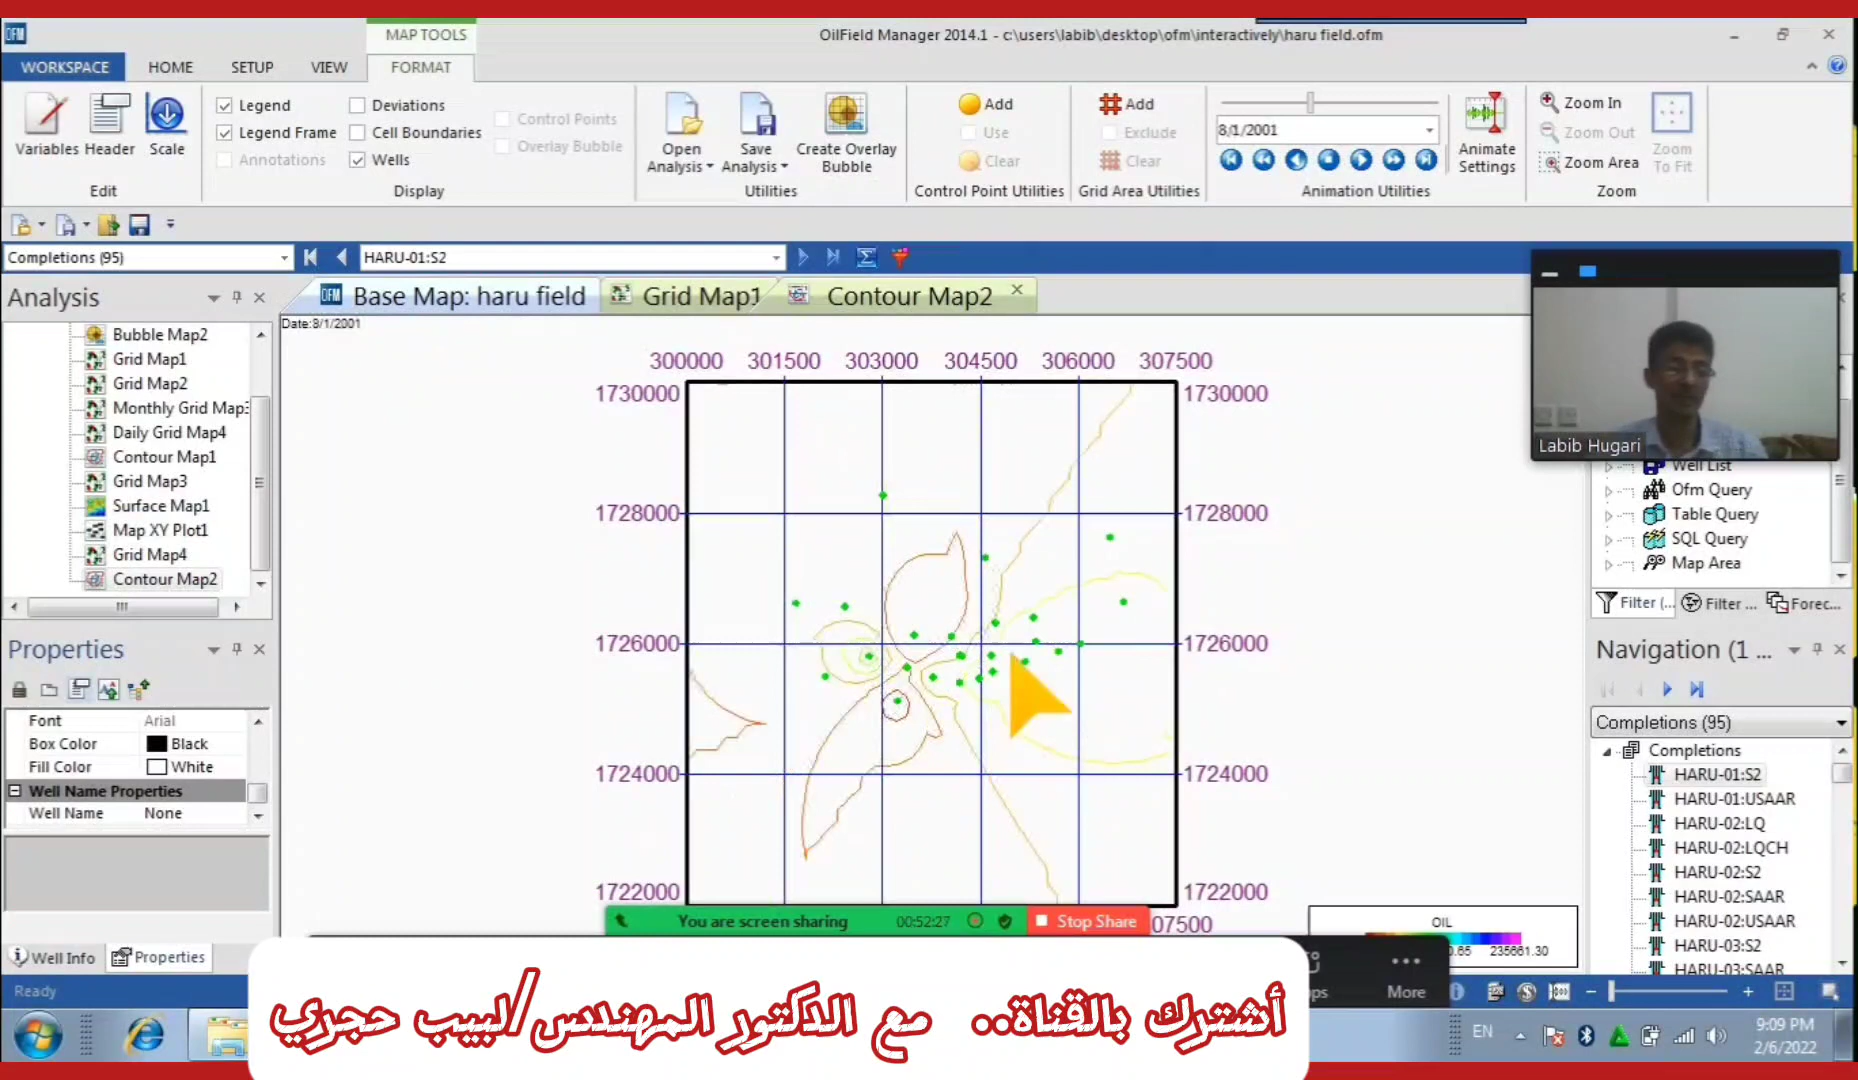 OFM
MAP TOOLS
OilField Manager 2014.1 - c:\users\labib\desktop\ofm\interactively\haru field.ofm
WORKSPACE HOME SETUP VIEW FORMAT
Variables Header Scale
Edit
Legend
Legend Frame
Annotations
Deviations
Cell Boundaries
Wells
Control Points
Overlay Bubble
Display
Open Analysis
Save Analysis
Create Overlay Bubble
Utilities
Add
Use
Clear
Control Point Utilities
Add
Exclude
Clear
Grid Area Utilities
8/1/2001
Animation Utilities
Animate Settings
Zoom In
Zoom Out
Zoom Area
Zoom To Fit
Zoom
Completions (95)
HARU-01:S2
Analysis
Bubble Map2
Grid Map1
Grid Map2
Monthly Grid Map3
Daily Grid Map4
Contour Map1
Grid Map3
Surface Map1
Map XY Plot1
Grid Map4
Contour Map2
Properties
Font Arial
Box Color Black
Fill Color White
Well Name Properties
Well Name None
Well Info Properties
Ready
OFM Base Map: haru field Grid Map1 Contour Map2
Date:8/1/2001
300000 301500 303000 304500 306000 307500
1730000 1730000
1728000 1728000
1726000 1726000
1724000 1724000
1722000 1722000
07500
You are screen sharing 00:52:27 Stop Share
OIL
0.65 235661.30
More
Labib Hugari
Well List
Ofm Query
Table Query
SQL Query
Map Area
Filter (... Filter ... Forec...
Navigation (1 ...
Completions (95)
Completions
HARU-01:S2
HARU-01:USAAR
HARU-02:LQ
HARU-02:LQCH
HARU-02:S2
HARU-02:SAAR
HARU-02:USAAR
HARU-03:S2
HARU-03:SAAR
EN
9:09 PM
2/6/2022
أشترك بالقناة.. مع الدكتور المهندس/لبيب حجري